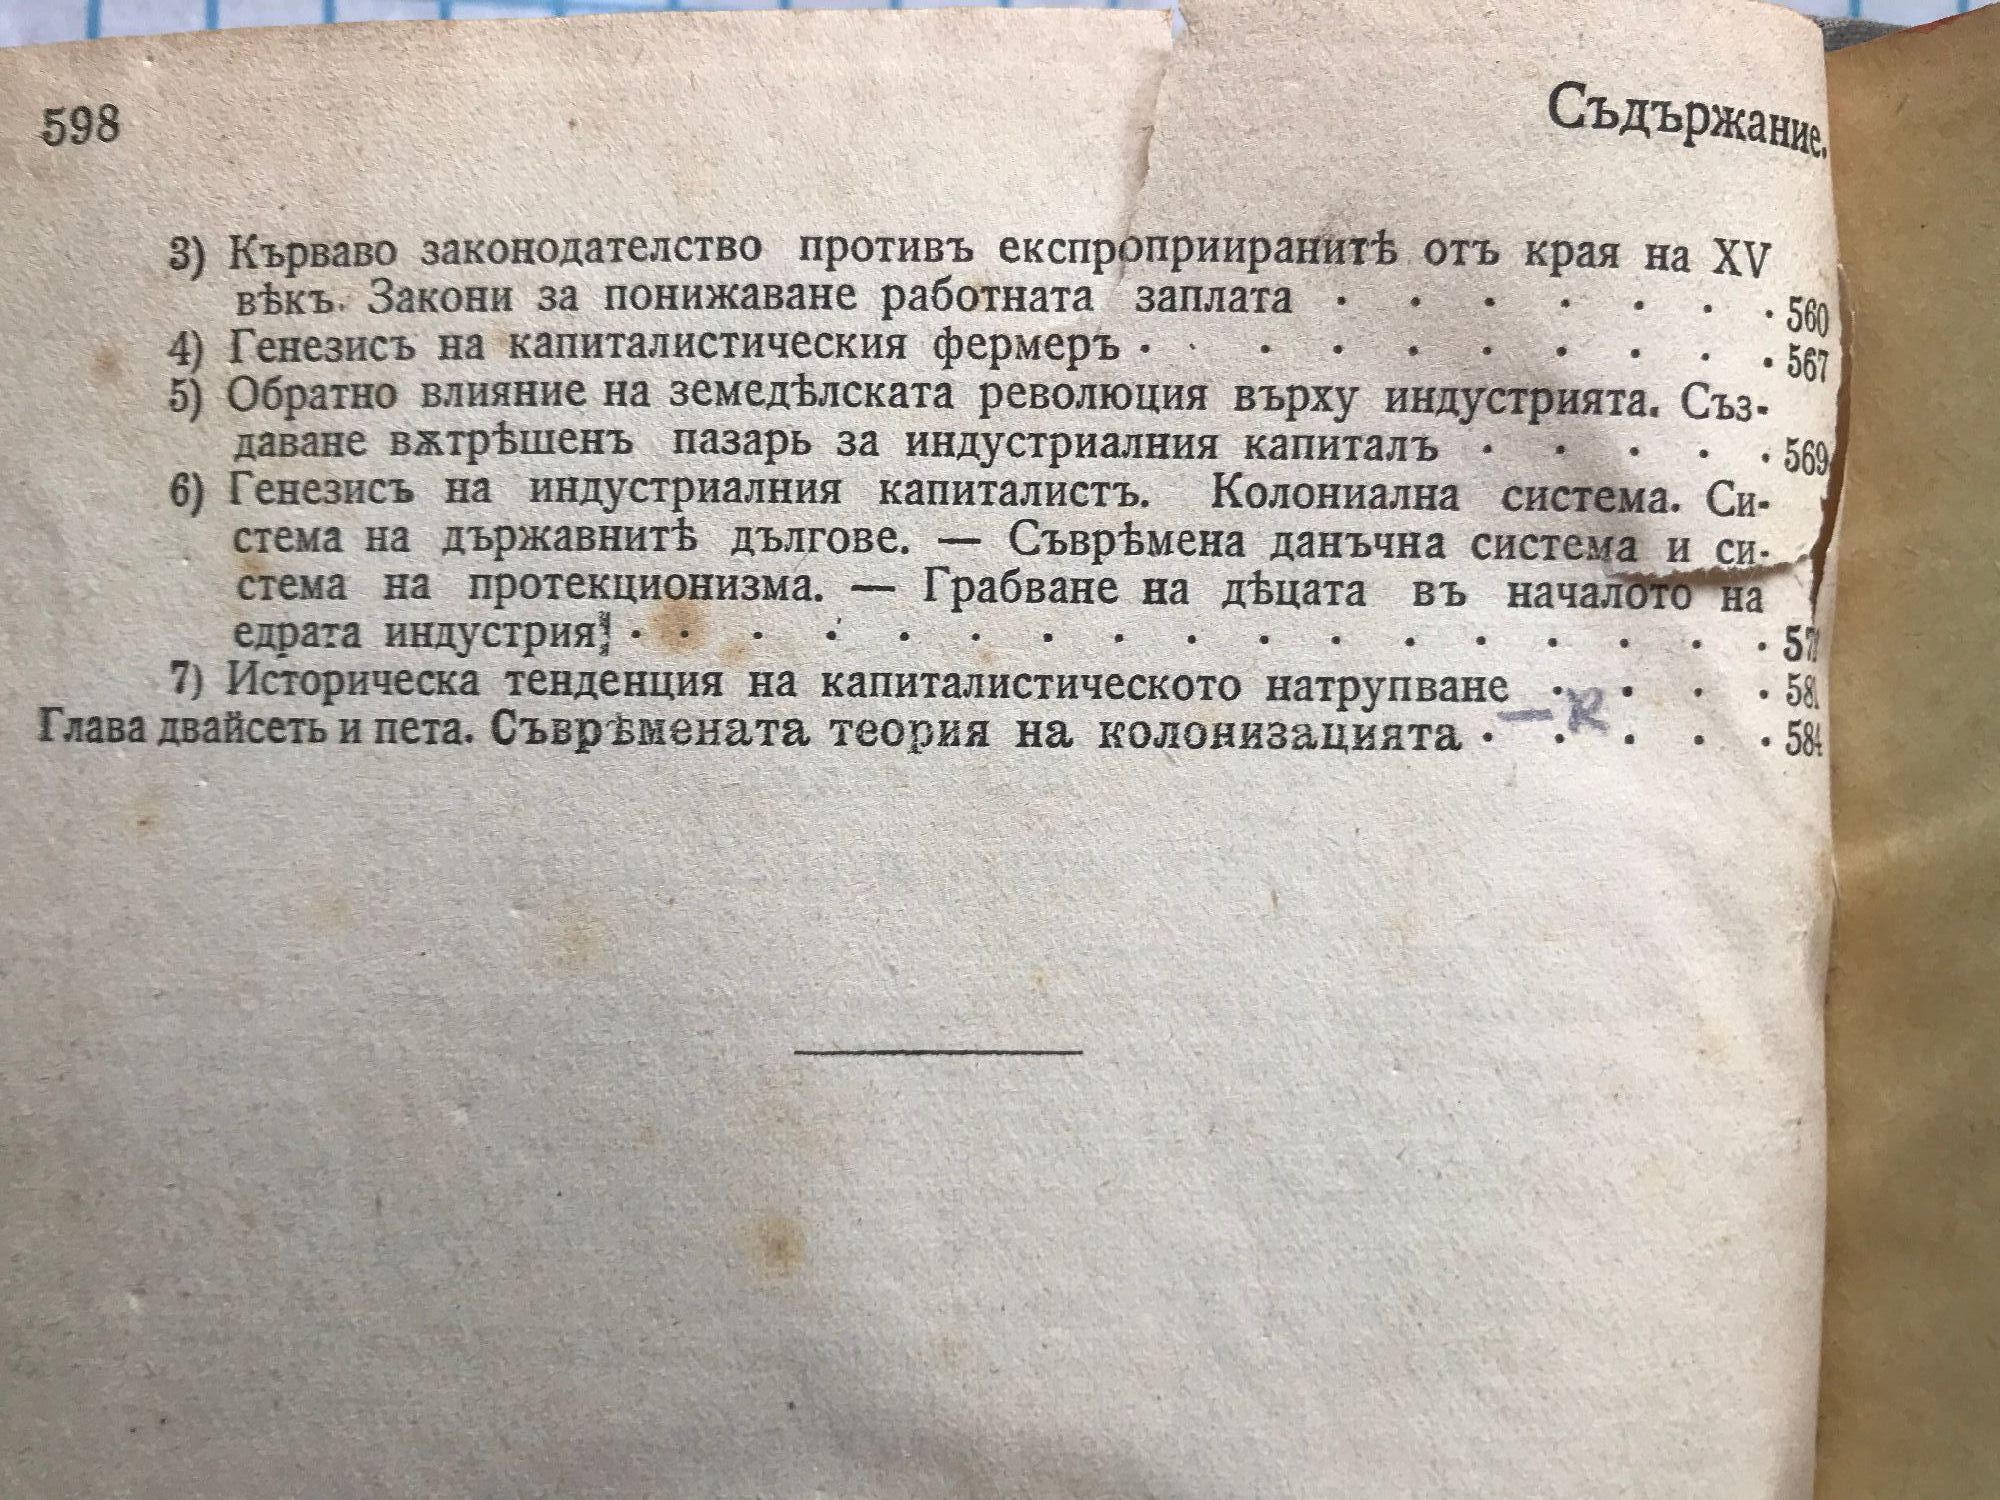 598
Съдържание.
3) Кърваво законодателство противъ експроприиранитѣ отъ края на XV
вѣкъ. Закони за понижаване работната заплата . . . . . . . 560
4) Генезисъ на капиталистическия фермеръ . . . . . . . . . . 567
5) Обратно влияние на земедѣлската революция върху индустрията. Съз-
даване вѫтрѣшенъ пазарь за индустриалния капиталъ . . . . . 569
6) Генезисъ на индустриалния капиталистъ. Колониална система. Си-
стема на държавнитѣ дългове. — Съврѣмена данъчна система и си-
стема на протекционизма. — Грабване на дѣцата въ началото на
едрата индустрия . . . . . . . . . . . . . . . .
7) Историческа тенденция на капиталистическото натрупване . . . . 581
Глава двайсеть и пета. Съврѣмената теория на колонизацията . . . . . 584